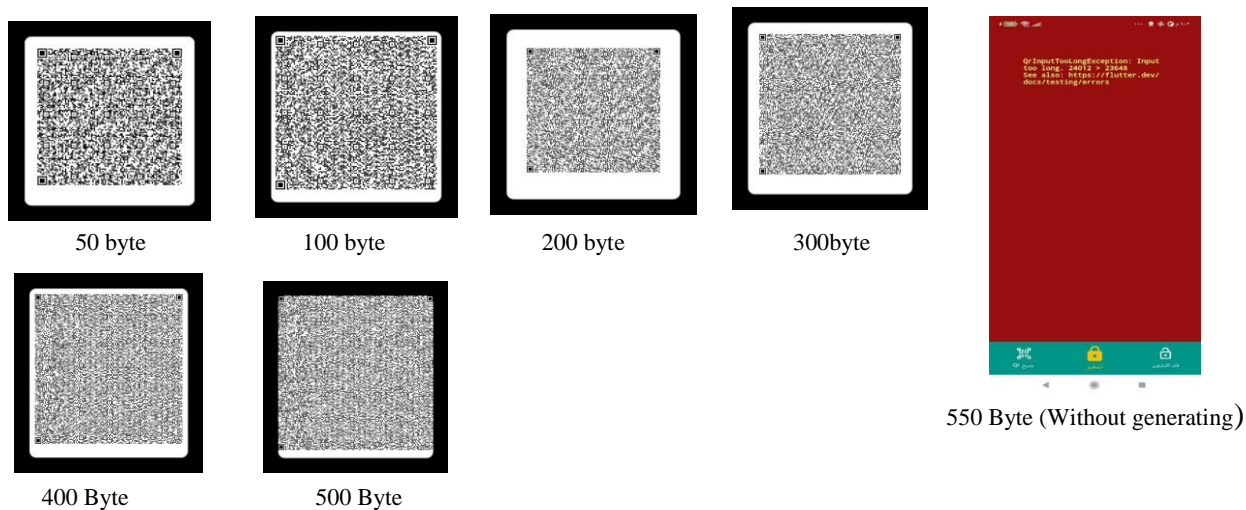 QrInputTooLongException: Input
too long. 24012 > 23648
See also: https://flutter.dev/
docs/testing/errors
50 byte
100 byte
200 byte
300byte
550 Byte (Without generating)
400 Byte
500 Byte